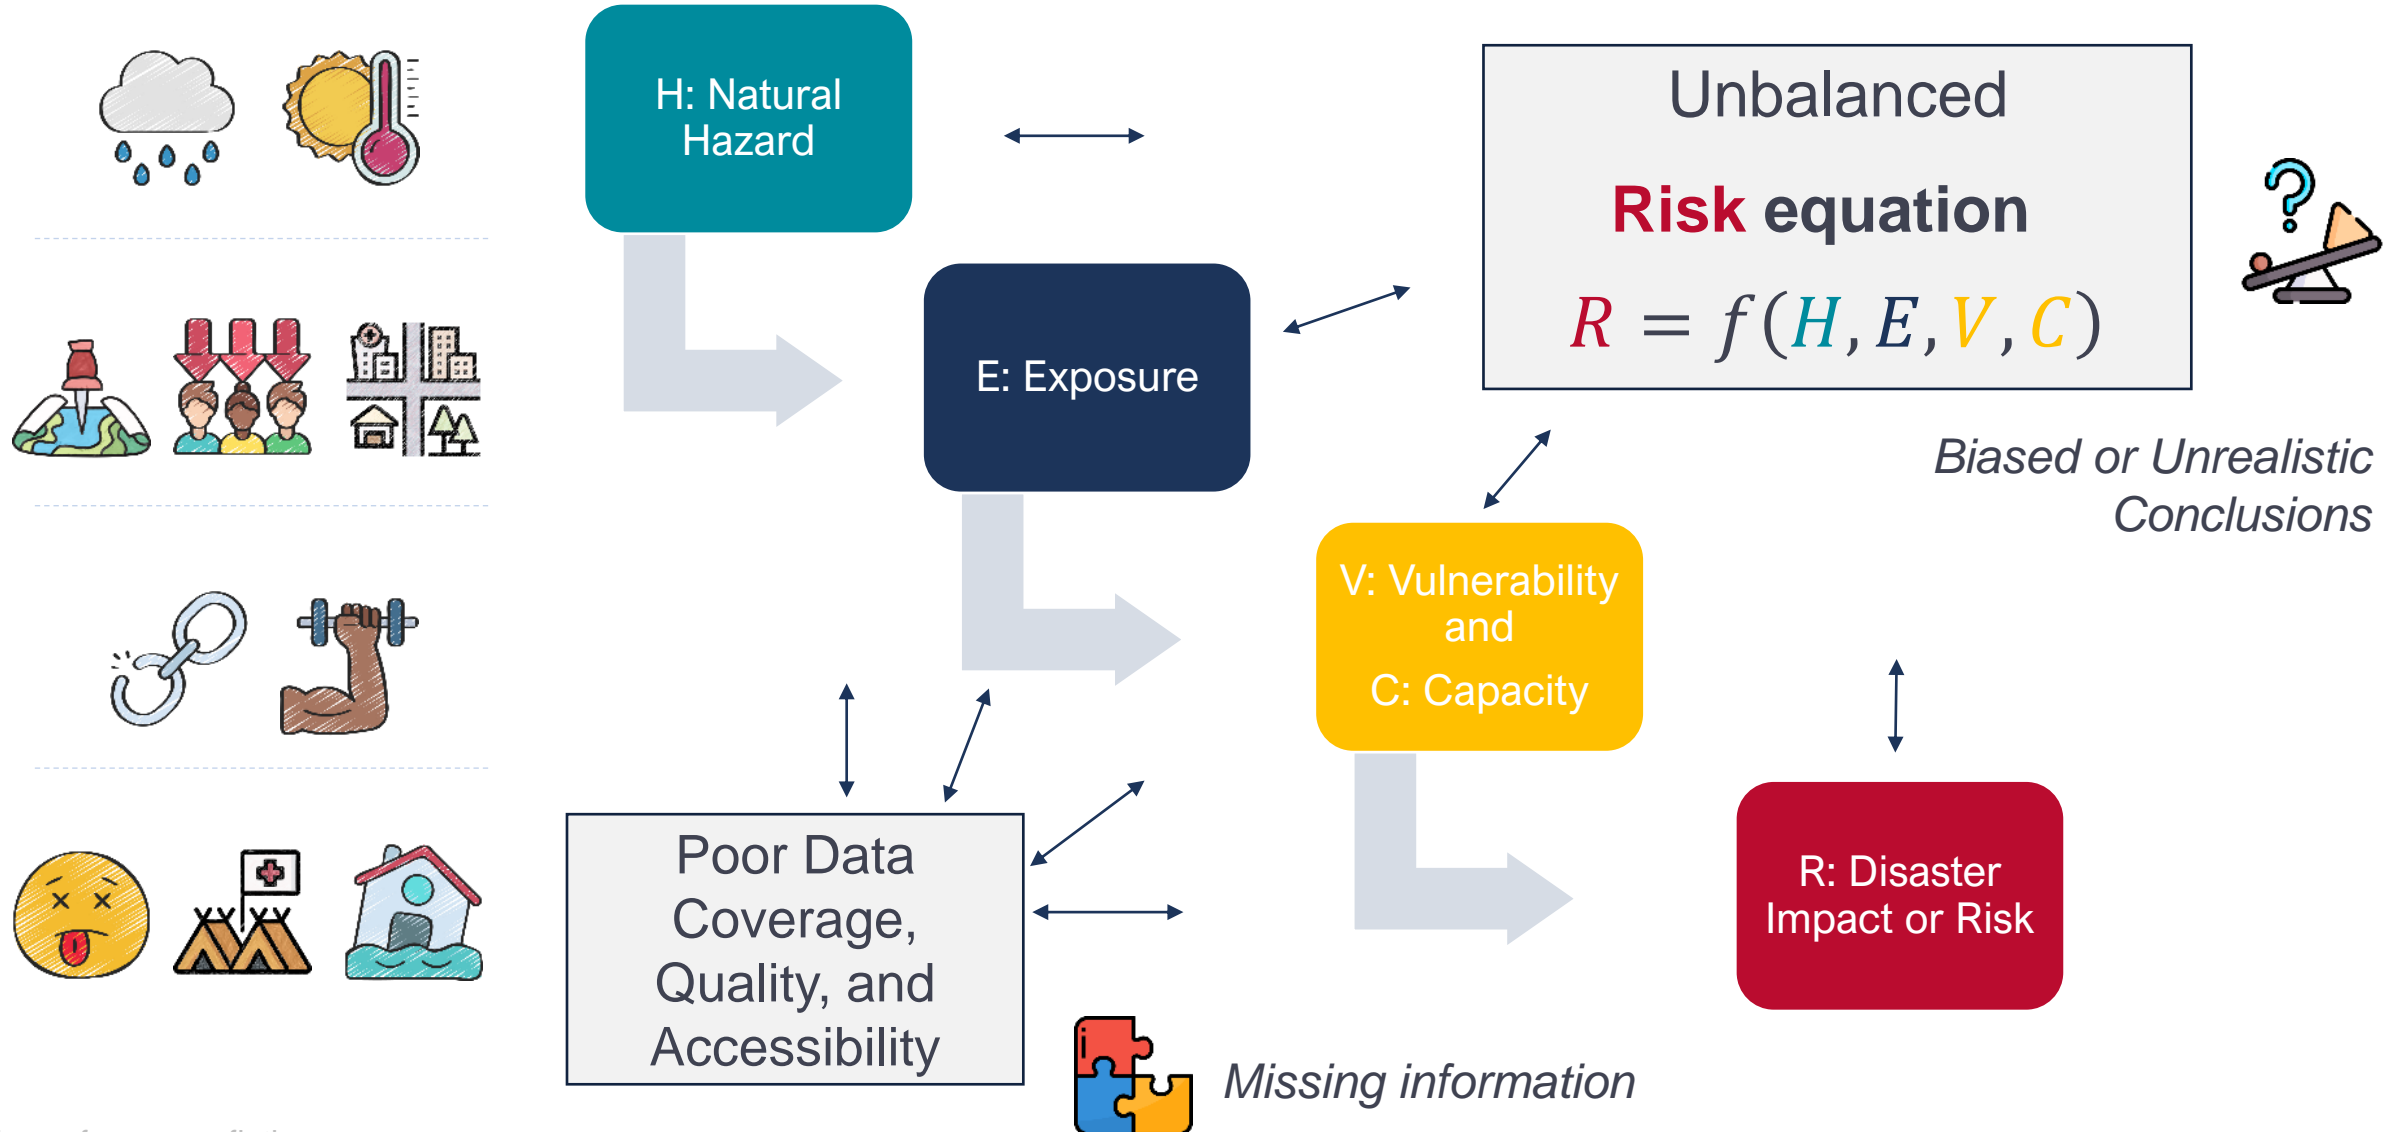 H: Natural
Hazard
Unbalanced
Risk equation
R = f(H, E, V, C)
E: Exposure
Biased or Unrealistic
Conclusions
V: Vulnerability
and
C: Capacity
Poor Data
Coverage,
Quality, and
Accessibility
R: Disaster
Impact or Risk
Missing information